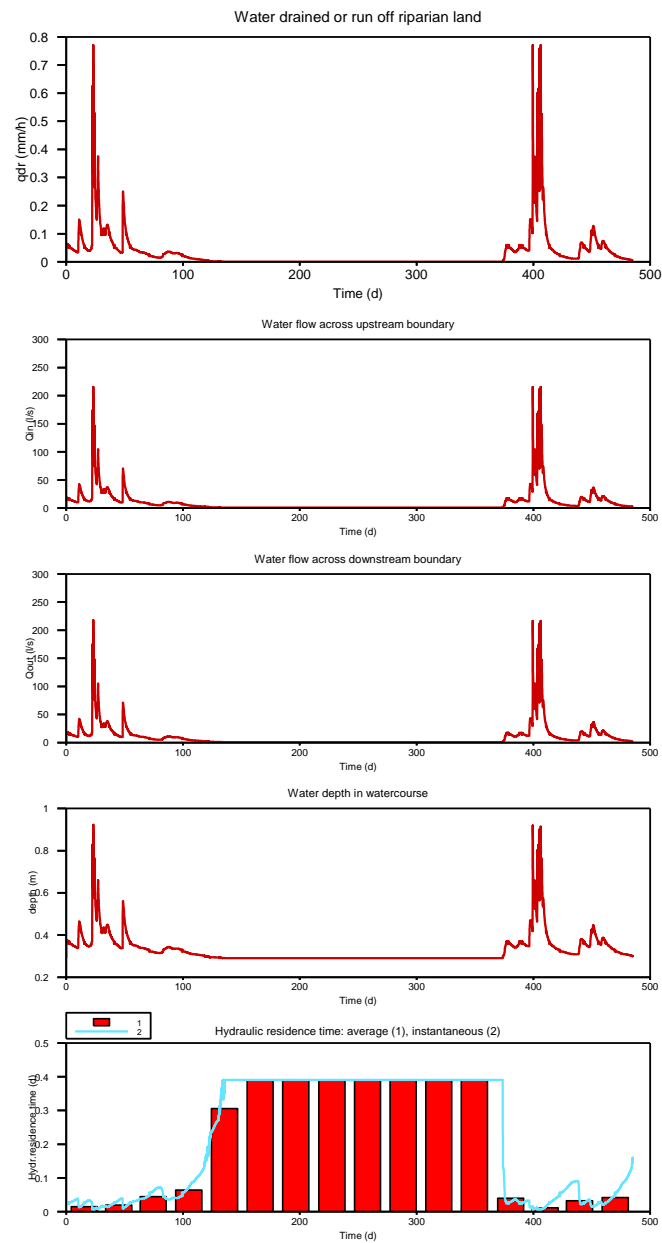 Water drained or run off riparian land
0.8
0.7
0.6
0.5
0.4
0.3
0.2
0.1
0
qdr (mm/h)
0 100 200 300 400 500
Time (d)
Water flow across upstream boundary
300
250
200
150
100
50
0
Qin (l/s)
0 100 200 300 400 500
Time (d)
Water flow across downstream boundary
300
250
200
150
100
50
0
Qout (l/s)
0 100 200 300 400 500
Time (d)
Water depth in watercourse
1
0.8
0.6
0.4
0.2
depth (m)
0 100 200 300 400 500
Time (d)
1
2
Hydraulic residence time: average (1), instantaneous (2)
0.5
0.4
0.3
0.2
0.1
0
Hydr.residence time (d)
0 100 200 300 400 500
Time (d)